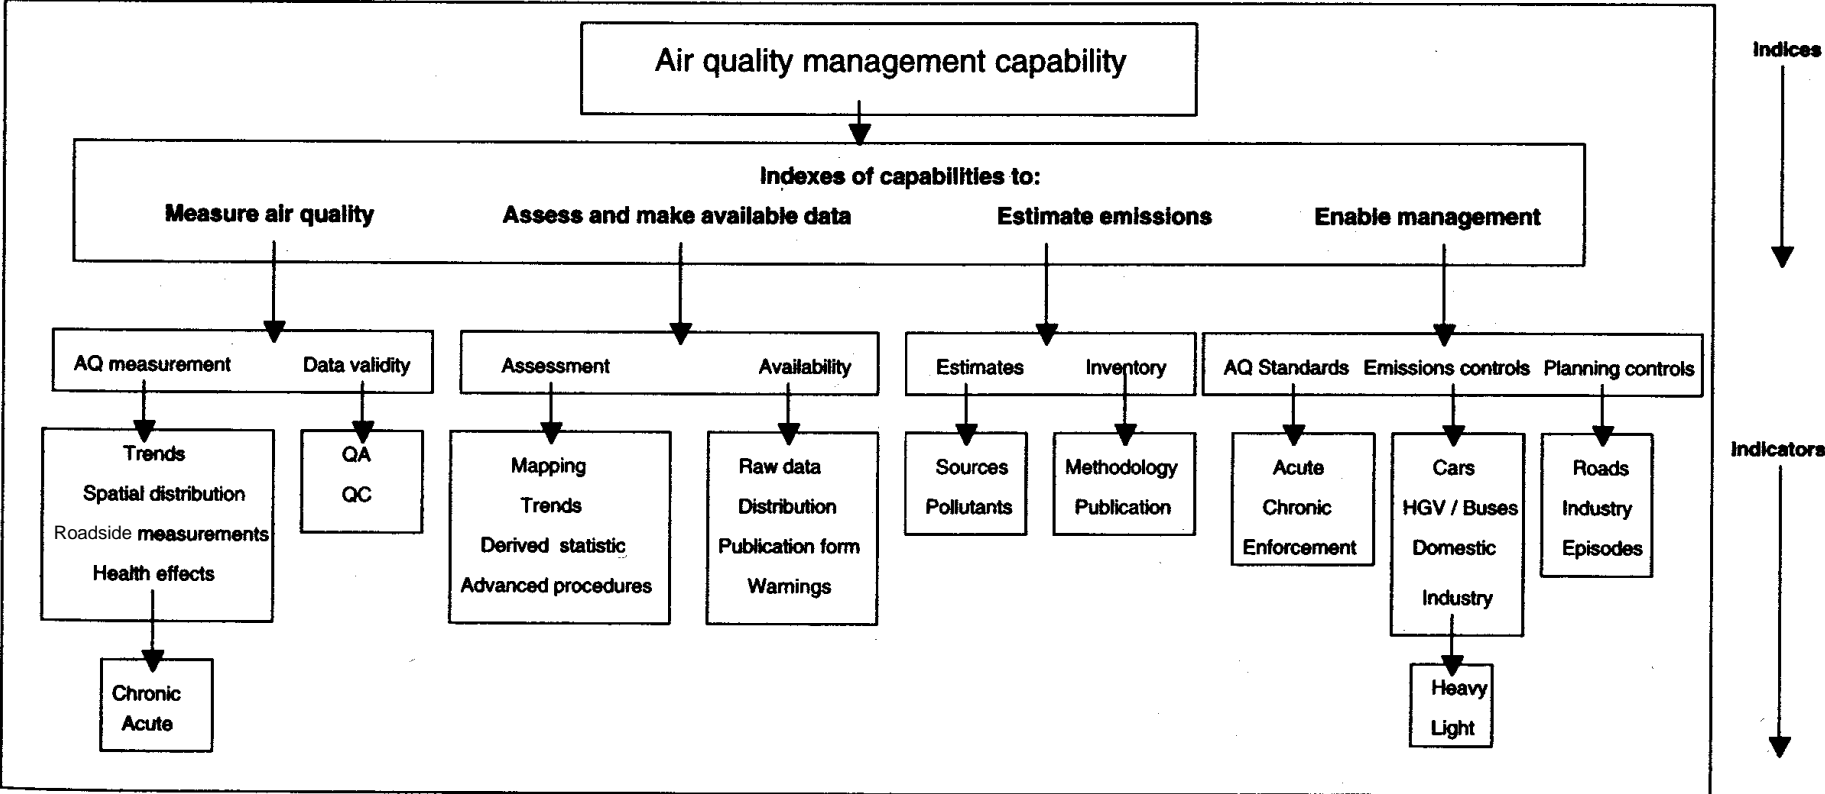 Air quality management capability
Indices
Indexes of capabilities to:
Measure air quality
Assess and make available data
Estimate emissions
Enable management
AQ measurement
Data validity
Assessment
Availability
Estimates
Inventory
AQ Standards
Emissions controls
Planning controls
Indicators
Trends
Spatial distribution
Roadside measurements
Health effects
QA
QC
Mapping
Trends
Derived statistic
Advanced procedures
Raw data
Distribution
Publication form
Warnings
Sources
Pollutants
Methodology
Publication
Acute
Chronic
Enforcement
Cars
HGV / Buses
Domestic
Industry
Roads
Industry
Episodes
Chronic
Acute
Heavy
Light